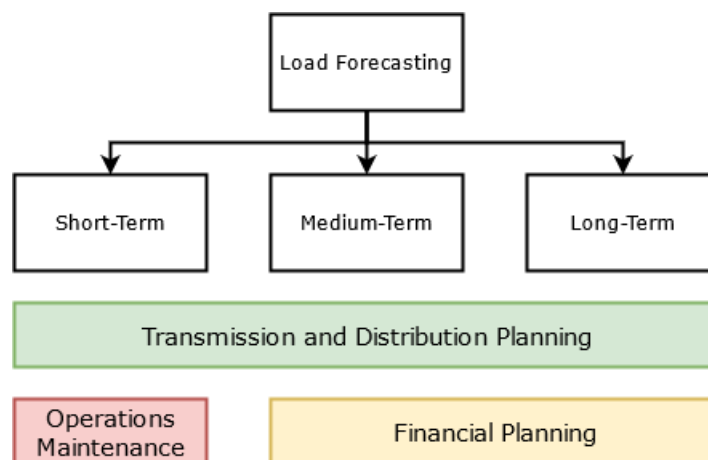 Load Forecasting
Short-Term
Medium-Term
Long-Term
Transmission and Distribution Planning
Operations
Maintenance
Financial Planning